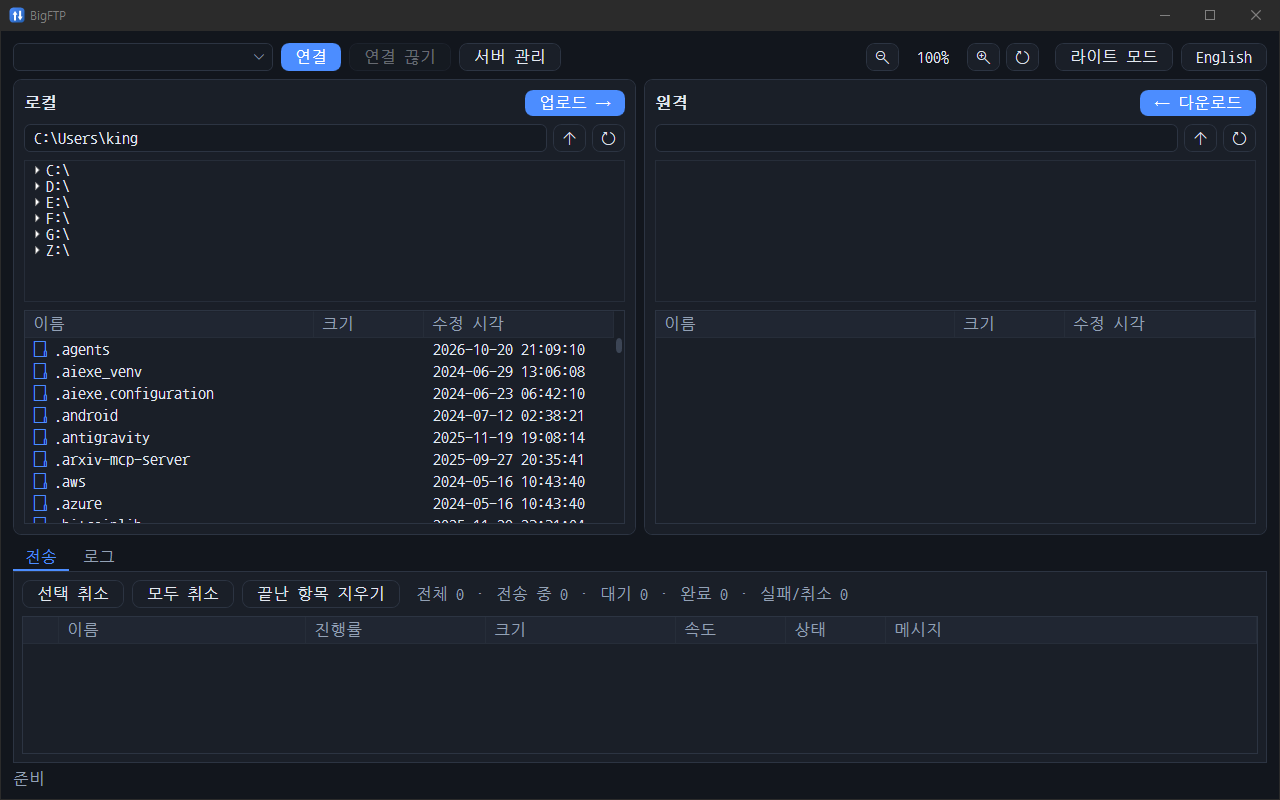 BigFTP
연결 연결 끊기 서버 관리 100% 라이트 모드 English
로컬 업로드 →
C:\Users\king
C:\
D:\
E:\
F:\
G:\
Z:\
이름 크기 수정 시각
.agents 2026-10-20 21:09:10
.aiexe_venv 2024-06-29 13:06:08
.aiexe.configuration 2024-06-23 06:42:10
.android 2024-07-12 02:38:21
.antigravity 2025-11-19 19:08:14
.arxiv-mcp-server 2025-09-27 20:35:41
.aws 2024-05-16 10:43:40
.azure 2024-05-16 10:43:40
원격 ← 다운로드
이름 크기 수정 시각
전송 로그
선택 취소 모두 취소 끝난 항목 지우기 전체 0 · 전송 중 0 · 대기 0 · 완료 0 · 실패/취소 0
이름 진행률 크기 속도 상태 메시지
준비